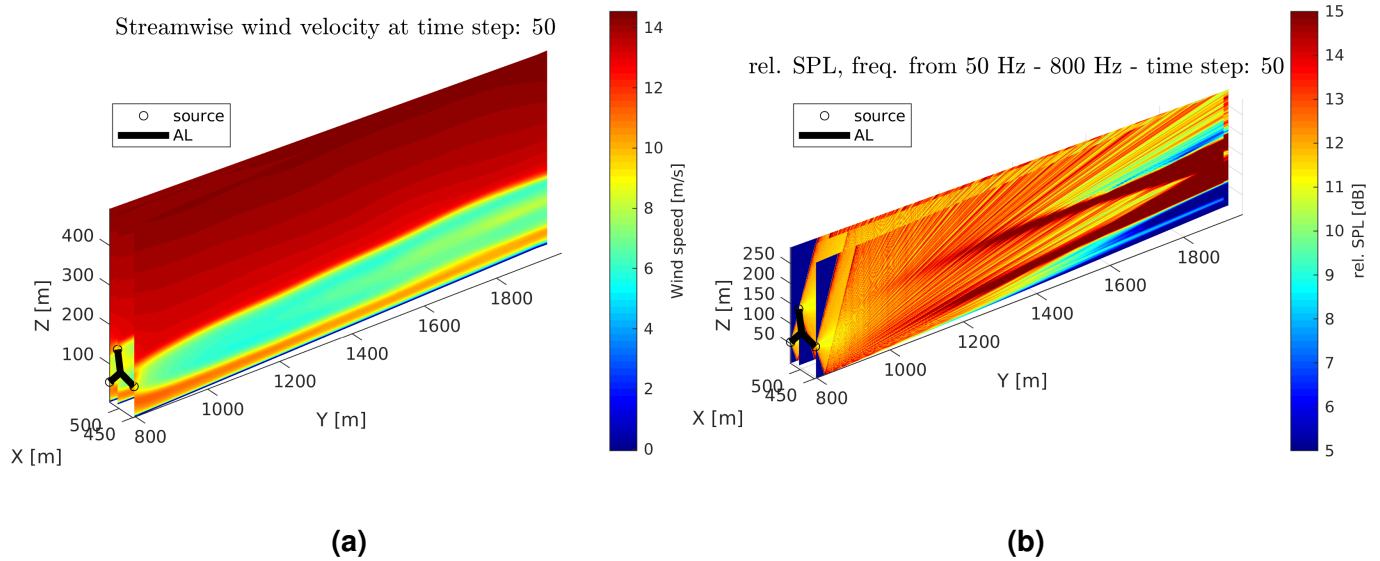 Streamwise wind velocity at time step: 50
source
AL
400
300
200
100
Z [m]
500
450
800
1000
1200
1400
1600
1800
X [m]
Y [m]
14
12
10
8
6
4
2
0
Wind speed [m/s]
(a)
rel. SPL, freq. from 50 Hz - 800 Hz - time step: 50
source
AL
250
200
150
100
50
Z [m]
500
450
800
1000
1200
1400
1600
1800
X [m]
Y [m]
15
14
13
12
11
10
9
8
7
6
5
rel. SPL [dB]
(b)